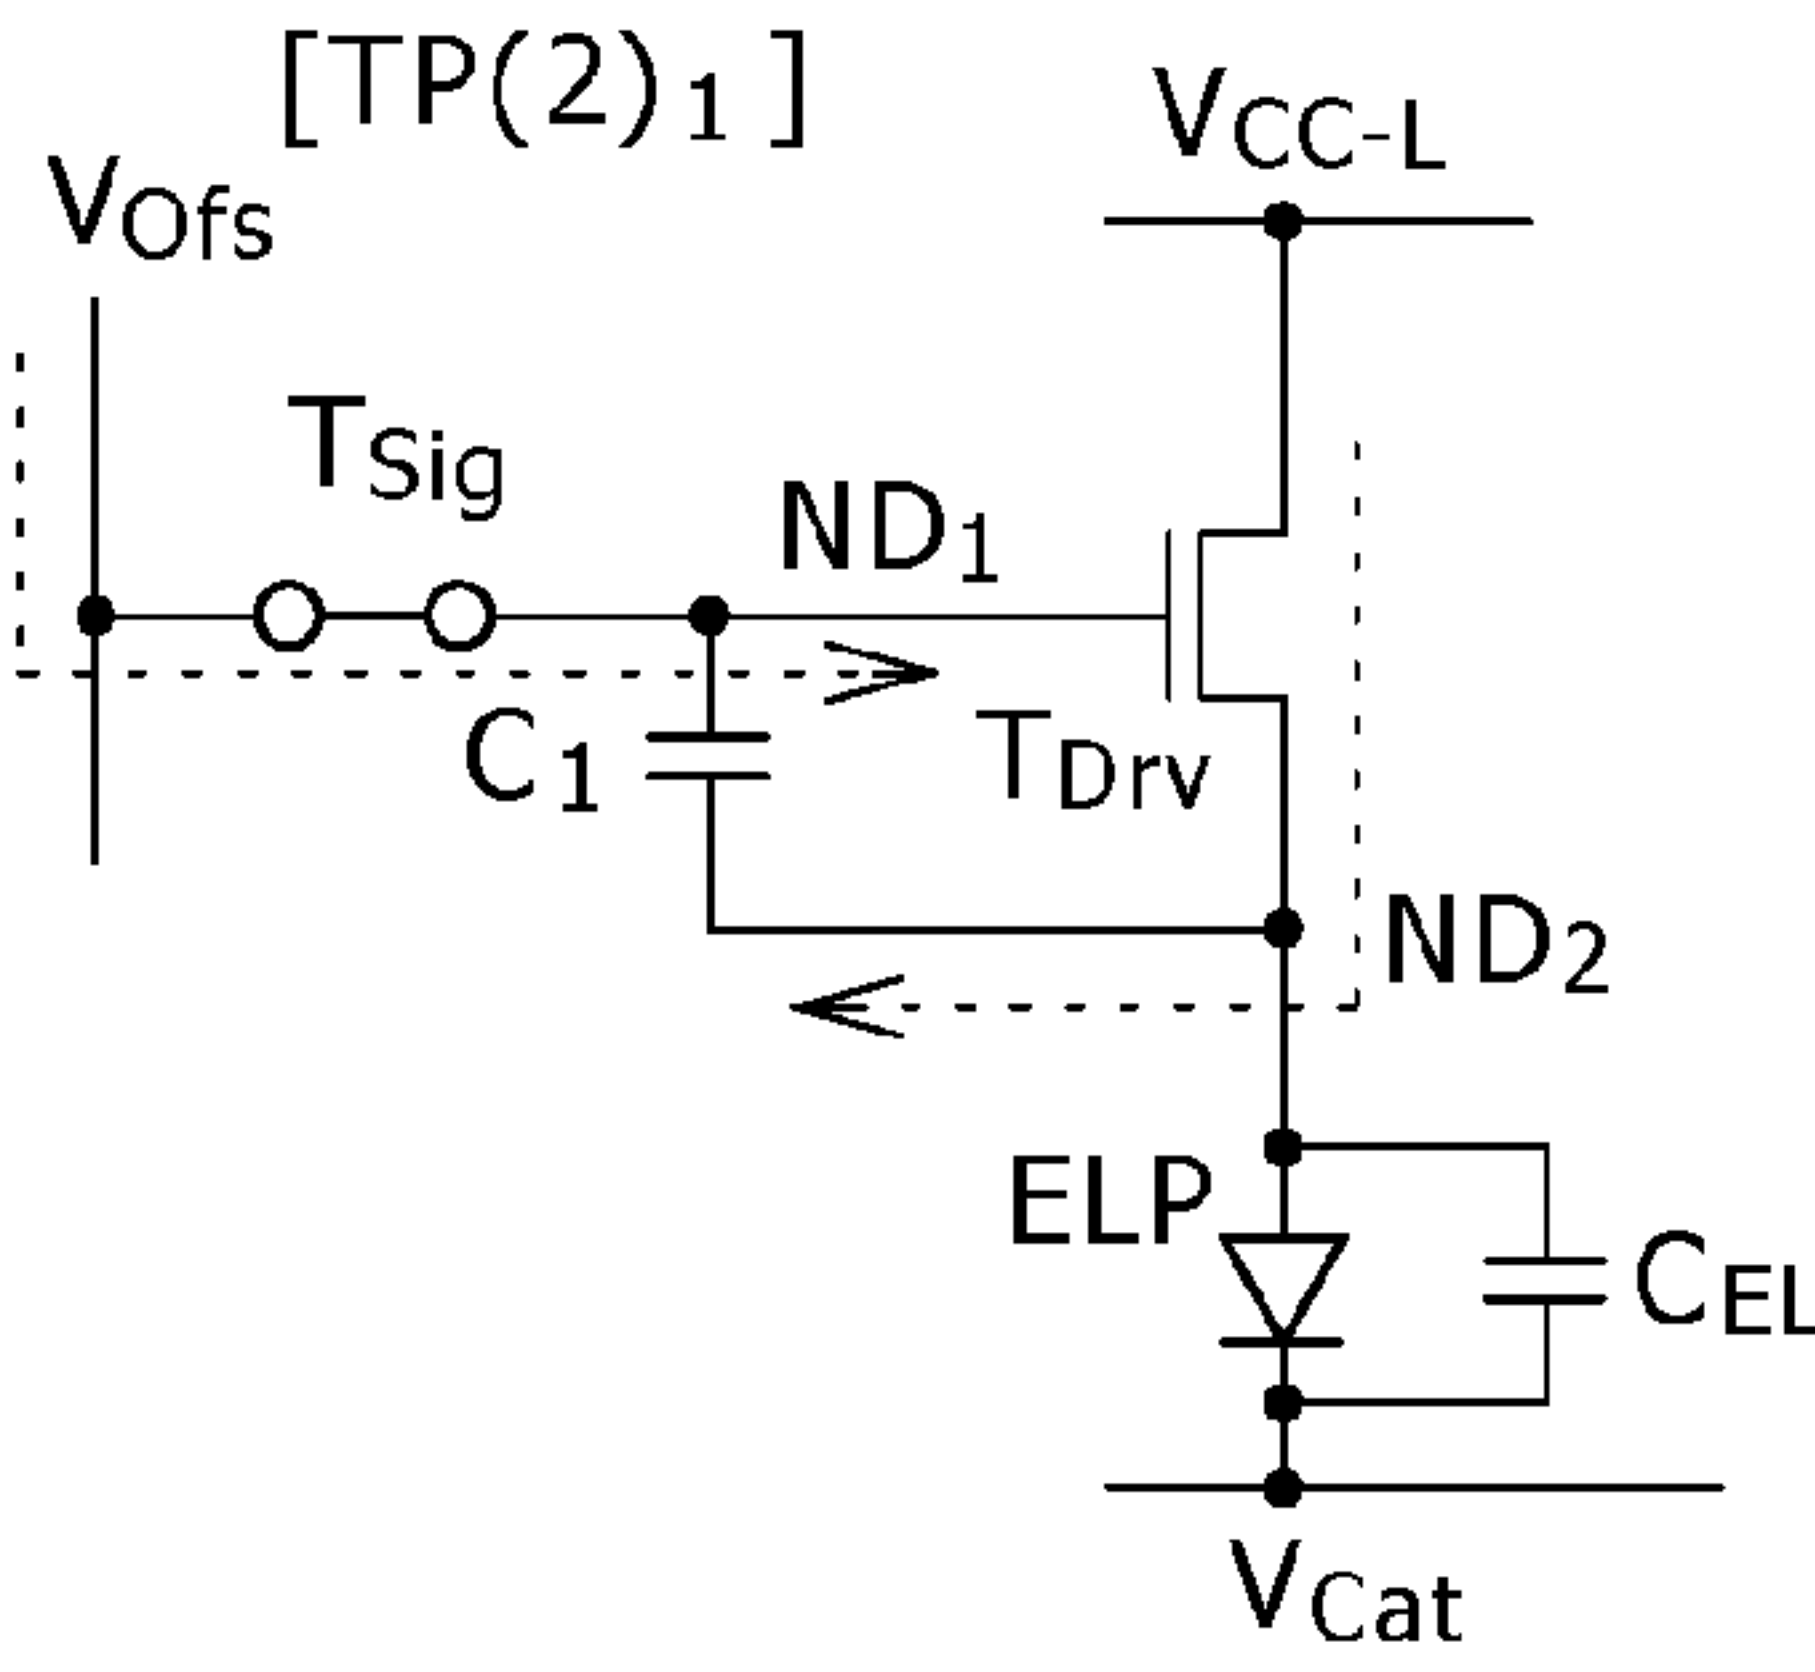 [TP(2)1 ]
VCC-L
VOfs
TSig
ND1
C1
TDrv
ND2
ELP
CEL
VCat